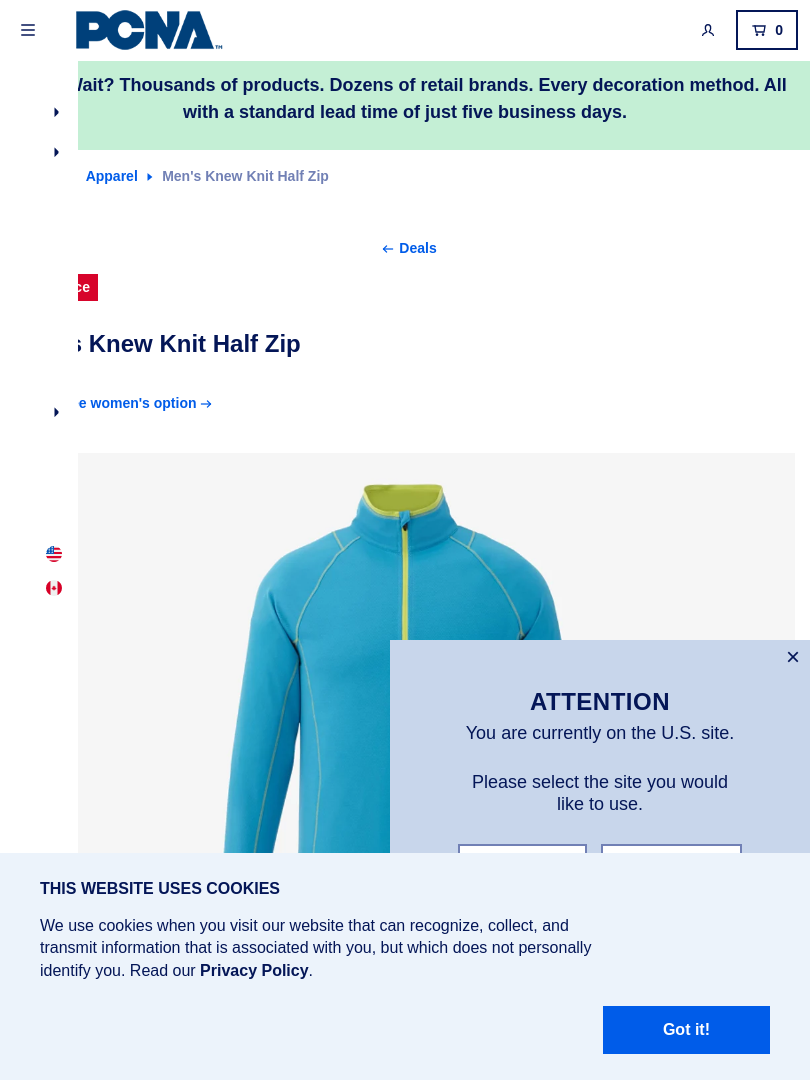 PCNA
TM
0
Wait? Thousands of products. Dozens of retail brands. Every decoration method. All
with a standard lead time of just five business days.
Apparel
Men's Knew Knit Half Zip
Deals
Knew Knit Half Zip
women's option
ATTENTION
You are currently on the U.S. site.
Please select the site you would
like to use.
THIS WEBSITE USES COOKIES
We use cookies when you visit our website that can recognize, collect, and
transmit information that is associated with you, but which does not personally
identify you. Read our Privacy Policy.
Got it!